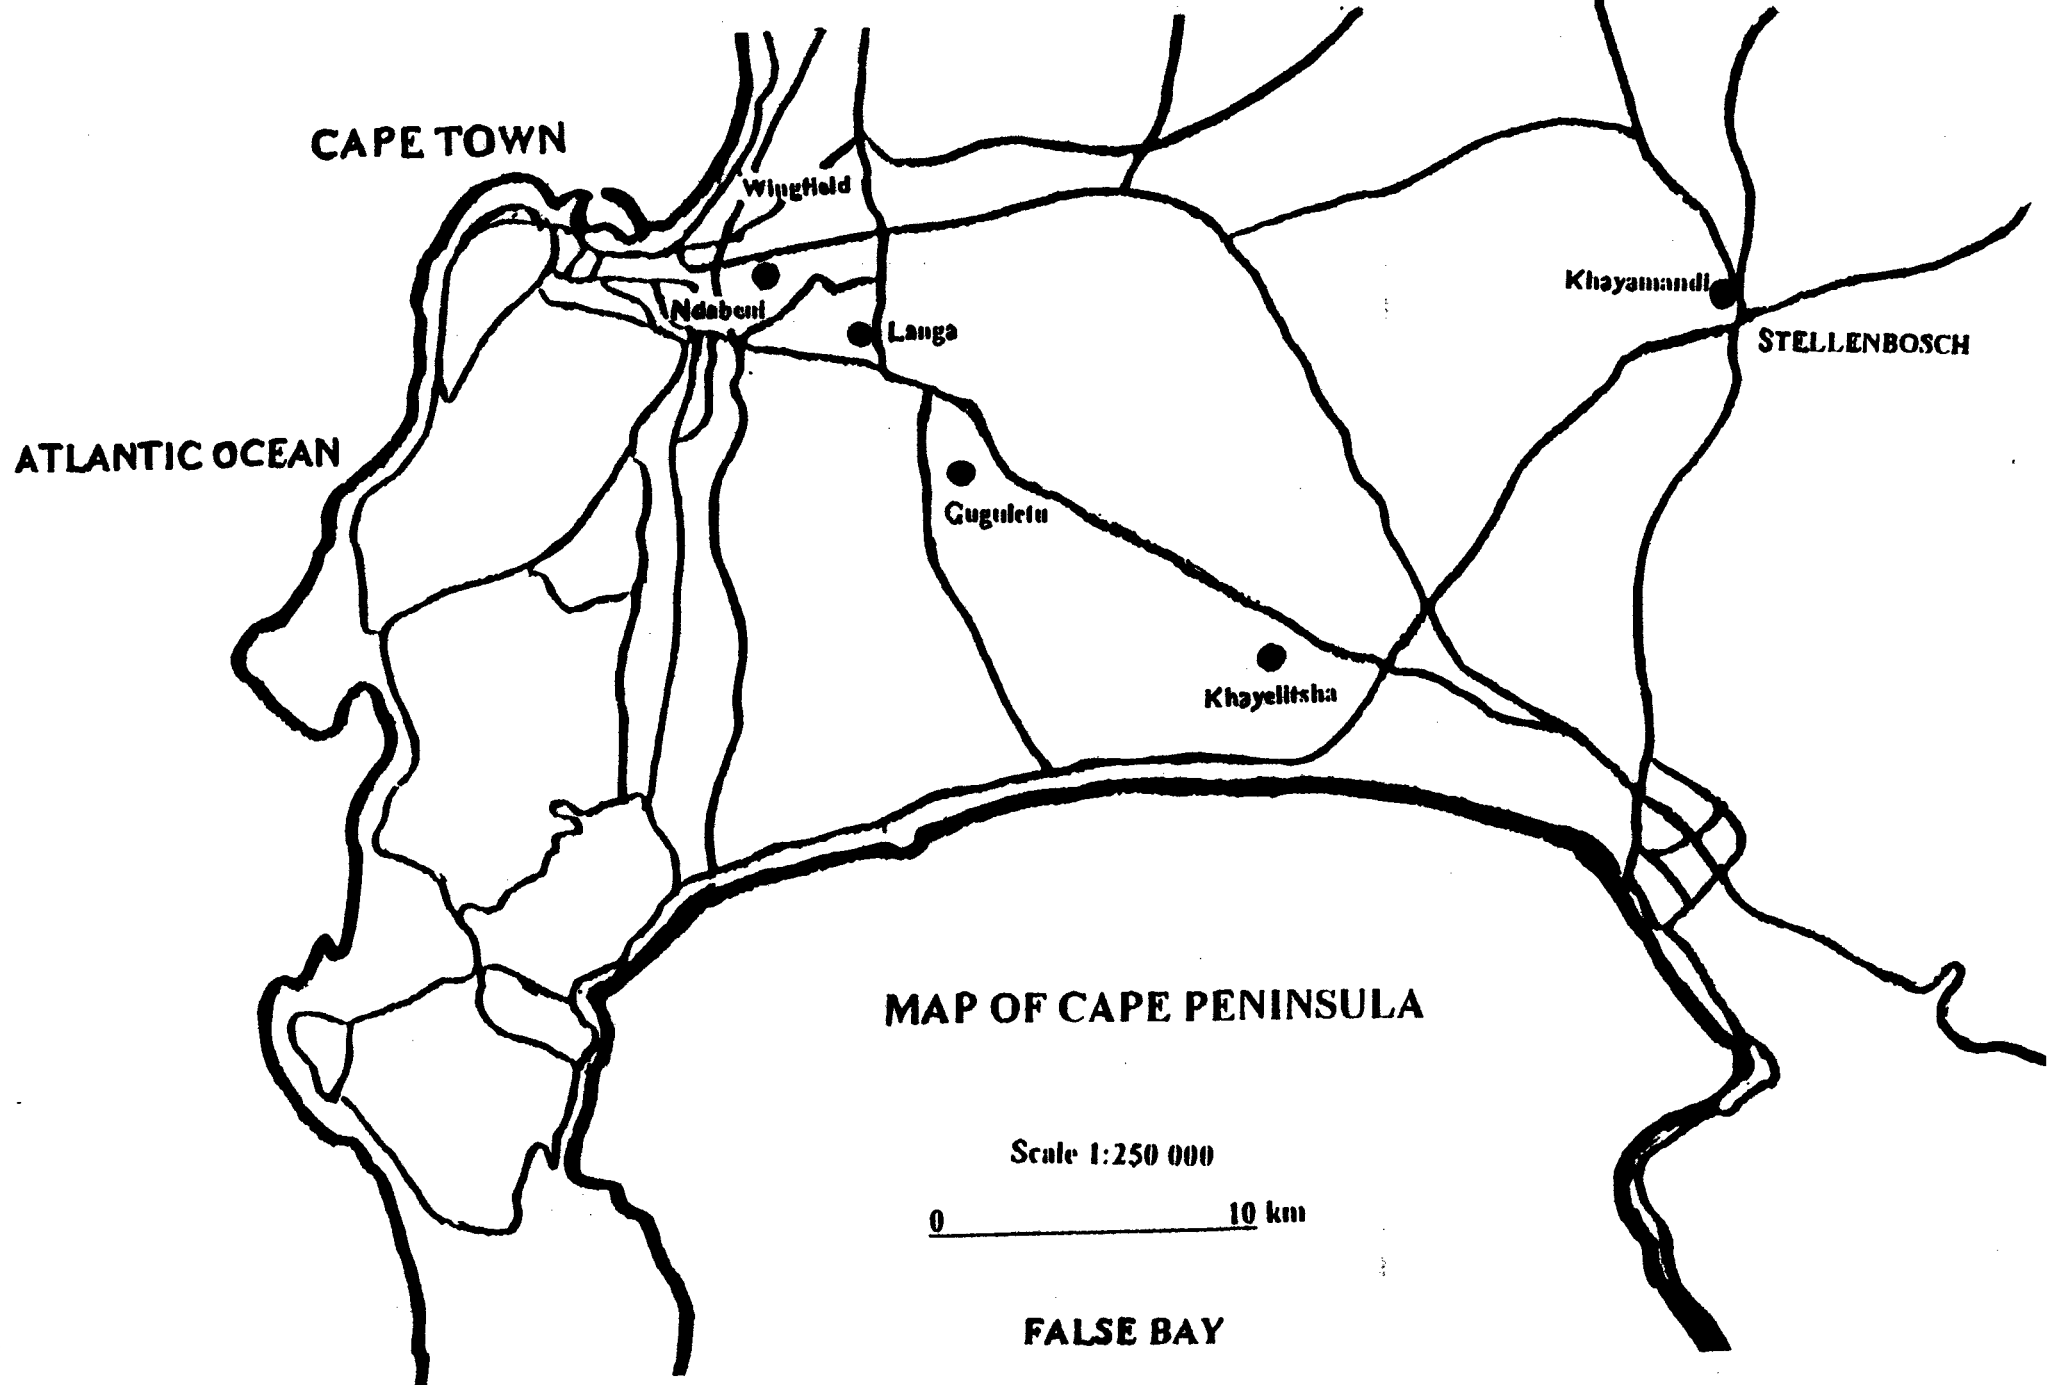 CAPE TOWN
Wingfield
Khayamandi
Ndabeni
Langa
STELLENBOSCH
ATLANTIC OCEAN
Guguletu
Khayelitsha
MAP OF CAPE PENINSULA
Scale 1:250 000
0 10 km
FALSE BAY